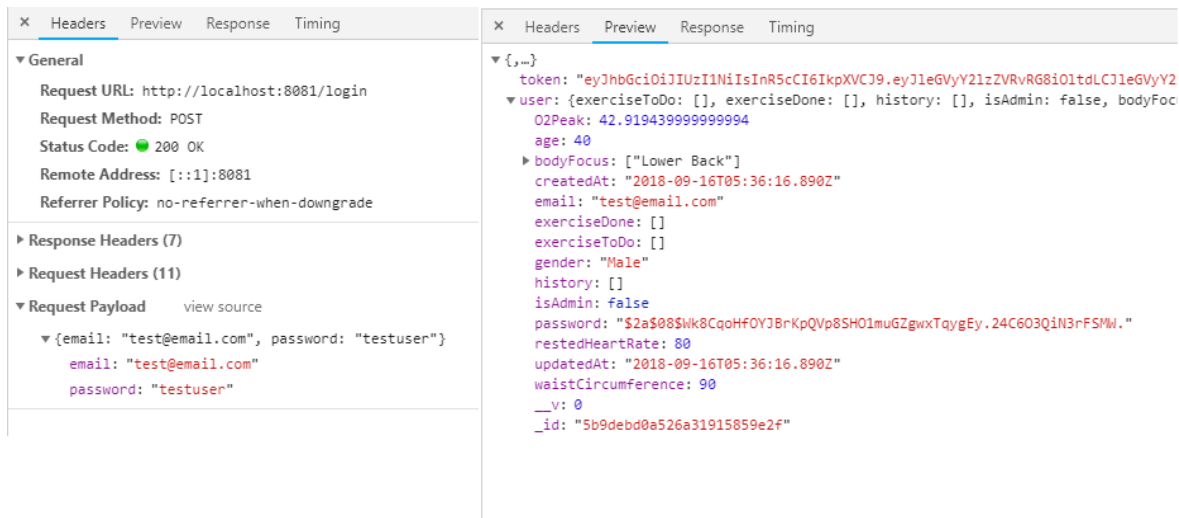 × Headers Preview Response Timing
▼ General
Request URL: http://localhost:8081/login
Request Method: POST
Status Code: 200 OK
Remote Address: [::1]:8081
Referrer Policy: no-referrer-when-downgrade
▶ Response Headers (7)
▶ Request Headers (11)
▼ Request Payload view source
▼ {email: "test@email.com", password: "testuser"}
email: "test@email.com"
password: "testuser"
× Headers Preview Response Timing
▼ {,…}
token: "eyJhbGciOiJIUzI1NiIsInR5cCI6IkpXVCJ9.eyJleGVyY2lzZVRvRG8iOltdLCJleGVyY2
▼ user: {exerciseToDo: [], exerciseDone: [], history: [], isAdmin: false, bodyFoc
O2Peak: 42.919439999999994
age: 40
▶ bodyFocus: ["Lower Back"]
createdAt: "2018-09-16T05:36:16.890Z"
email: "test@email.com"
exerciseDone: []
exerciseToDo: []
gender: "Male"
history: []
isAdmin: false
password: "$2a$08$Wk8CqoHfOYJBrKpQVp8SHO1muGZgwxTqygEy.24C6O3QiN3rFSMW."
restedHeartRate: 80
updatedAt: "2018-09-16T05:36:16.890Z"
waistCircumference: 90
__v: 0
_id: "5b9debd0a526a31915859e2f"